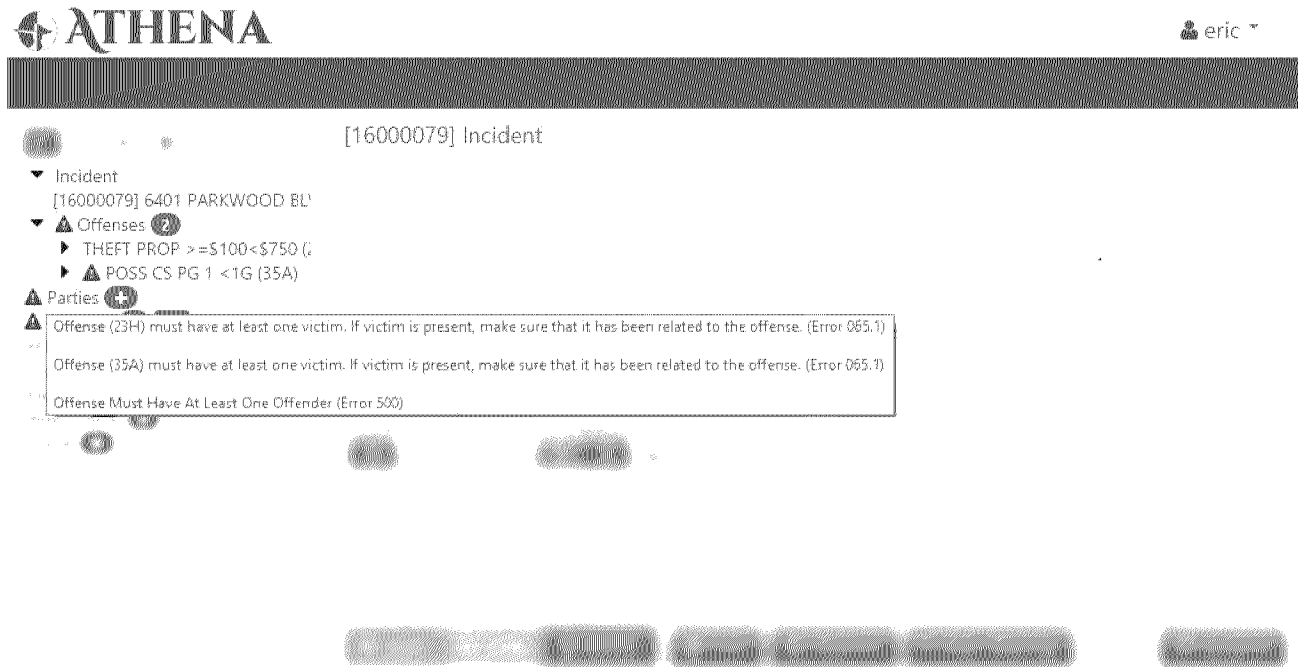 ATHENA
eric
[16000079] Incident
Incident
[16000079] 6401 PARKWOOD BL
Offenses 2
THEFT PROP >=$100<$750 (
POSS CS PG 1 <1G (35A)
Parties
Offense (23H) must have at least one victim. If victim is present, make sure that it has been related to the offense. (Error 065.1)
Offense (35A) must have at least one victim. If victim is present, make sure that it has been related to the offense. (Error 065.1)
Offense Must Have At Least One Offender (Error 500)